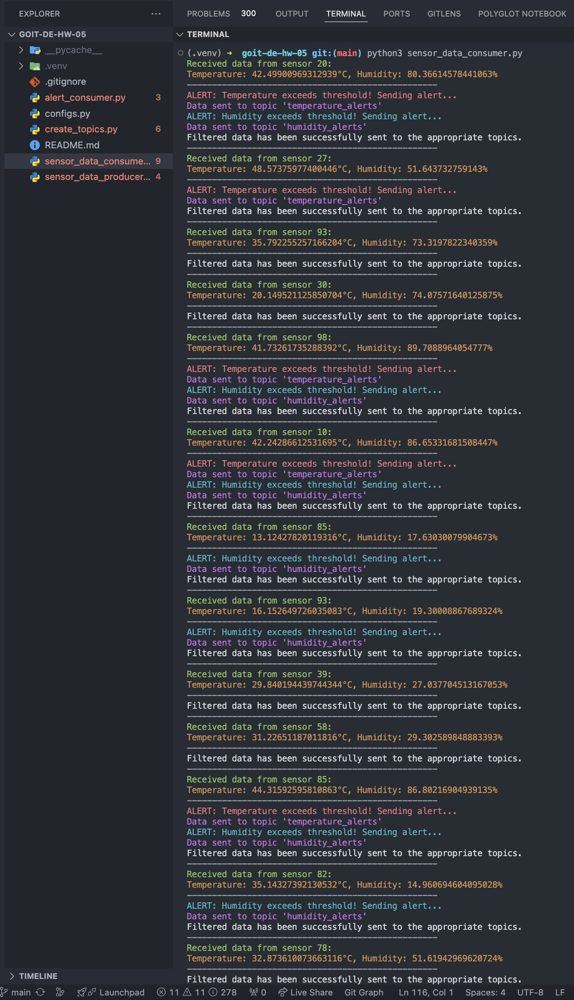 EXPLORER
PROBLEMS 300 OUTPUT TERMINAL PORTS GITLENS POLYGLOT NOTEBOOK
GOIT-DE-HW-05
__pycache__
.venv
.gitignore
alert_consumer.py 3
configs.py
create_topics.py 6
README.md
sensor_data_consume... 9
sensor_data_producer... 4
TIMELINE
TERMINAL
(.venv) → goit-de-hw-05 git:(main) python3 sensor_data_consumer.py
Received data from sensor 20:
Temperature: 42.49900969312939°C, Humidity: 80.36614578441063%
--------------------------------------------------
ALERT: Temperature exceeds threshold! Sending alert...
Data sent to topic 'temperature_alerts'
ALERT: Humidity exceeds threshold! Sending alert...
Data sent to topic 'humidity_alerts'
Filtered data has been successfully sent to the appropriate topics.
--------------------------------------------------
Received data from sensor 27:
Temperature: 48.57375977400446°C, Humidity: 51.643732759143%
--------------------------------------------------
ALERT: Temperature exceeds threshold! Sending alert...
Data sent to topic 'temperature_alerts'
Filtered data has been successfully sent to the appropriate topics.
--------------------------------------------------
Received data from sensor 93:
Temperature: 35.792255257166204°C, Humidity: 73.3197822340359%
--------------------------------------------------
Filtered data has been successfully sent to the appropriate topics.
--------------------------------------------------
Received data from sensor 30:
Temperature: 20.149521125850704°C, Humidity: 74.07571640125875%
--------------------------------------------------
Filtered data has been successfully sent to the appropriate topics.
--------------------------------------------------
Received data from sensor 98:
Temperature: 41.73261735288392°C, Humidity: 89.7088964054777%
--------------------------------------------------
ALERT: Temperature exceeds threshold! Sending alert...
Data sent to topic 'temperature_alerts'
ALERT: Humidity exceeds threshold! Sending alert...
Data sent to topic 'humidity_alerts'
Filtered data has been successfully sent to the appropriate topics.
--------------------------------------------------
Received data from sensor 10:
Temperature: 42.24286612531695°C, Humidity: 86.65331681508447%
--------------------------------------------------
ALERT: Temperature exceeds threshold! Sending alert...
Data sent to topic 'temperature_alerts'
ALERT: Humidity exceeds threshold! Sending alert...
Data sent to topic 'humidity_alerts'
Filtered data has been successfully sent to the appropriate topics.
--------------------------------------------------
Received data from sensor 85:
Temperature: 13.12427820119316°C, Humidity: 17.63030079904673%
--------------------------------------------------
ALERT: Humidity exceeds threshold! Sending alert...
Data sent to topic 'humidity_alerts'
Filtered data has been successfully sent to the appropriate topics.
--------------------------------------------------
Received data from sensor 93:
Temperature: 16.152649726035083°C, Humidity: 19.30008867689324%
--------------------------------------------------
ALERT: Humidity exceeds threshold! Sending alert...
Data sent to topic 'humidity_alerts'
Filtered data has been successfully sent to the appropriate topics.
--------------------------------------------------
Received data from sensor 39:
Temperature: 29.840194439744344°C, Humidity: 27.037704513167053%
--------------------------------------------------
Filtered data has been successfully sent to the appropriate topics.
--------------------------------------------------
Received data from sensor 58:
Temperature: 31.22651187011816°C, Humidity: 29.302589848883393%
--------------------------------------------------
Filtered data has been successfully sent to the appropriate topics.
--------------------------------------------------
Received data from sensor 85:
Temperature: 44.31592595810863°C, Humidity: 86.80216904939135%
--------------------------------------------------
ALERT: Temperature exceeds threshold! Sending alert...
Data sent to topic 'temperature_alerts'
ALERT: Humidity exceeds threshold! Sending alert...
Data sent to topic 'humidity_alerts'
Filtered data has been successfully sent to the appropriate topics.
--------------------------------------------------
Received data from sensor 82:
Temperature: 35.14327392130532°C, Humidity: 14.960694604095028%
--------------------------------------------------
ALERT: Humidity exceeds threshold! Sending alert...
Data sent to topic 'humidity_alerts'
Filtered data has been successfully sent to the appropriate topics.
--------------------------------------------------
Received data from sensor 78:
Temperature: 32.873610073663116°C, Humidity: 51.61942969620724%
--------------------------------------------------
Filtered data has been successfully sent to the appropriate topics.
main Launchpad 11 11 278 0 Live Share Git Graph Ln 116, Col 1 Spaces: 4 UTF-8 LF